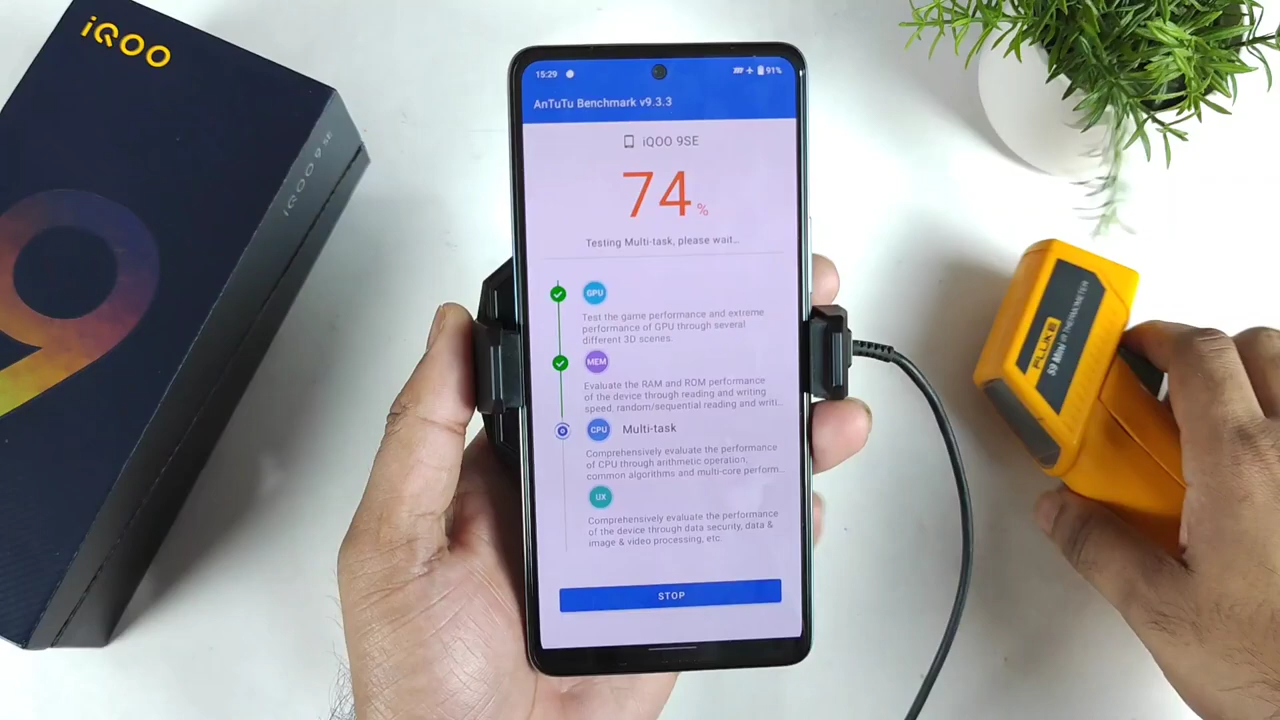 iQOO
iQOO 9 SE
9
15:29
91%
AnTuTu Benchmark v9.3.3
iQOO 9SE
74%
Testing Multi-task, please wait...
GPU
Test the game performance and extreme
performance of GPU through several
different 3D scenes.
MEM
Evaluate the RAM and ROM performance
of the device through reading and writing
speed, random/sequential reading and writi...
CPU Multi-task
Comprehensively evaluate the performance
of CPU through arithmetic operation,
common algorithms and multi-core perform...
UX
Comprehensively evaluate the performance
of the device through data security, data &
image & video processing, etc.
STOP
FLUKE
59 Mini IR THERMOMETER